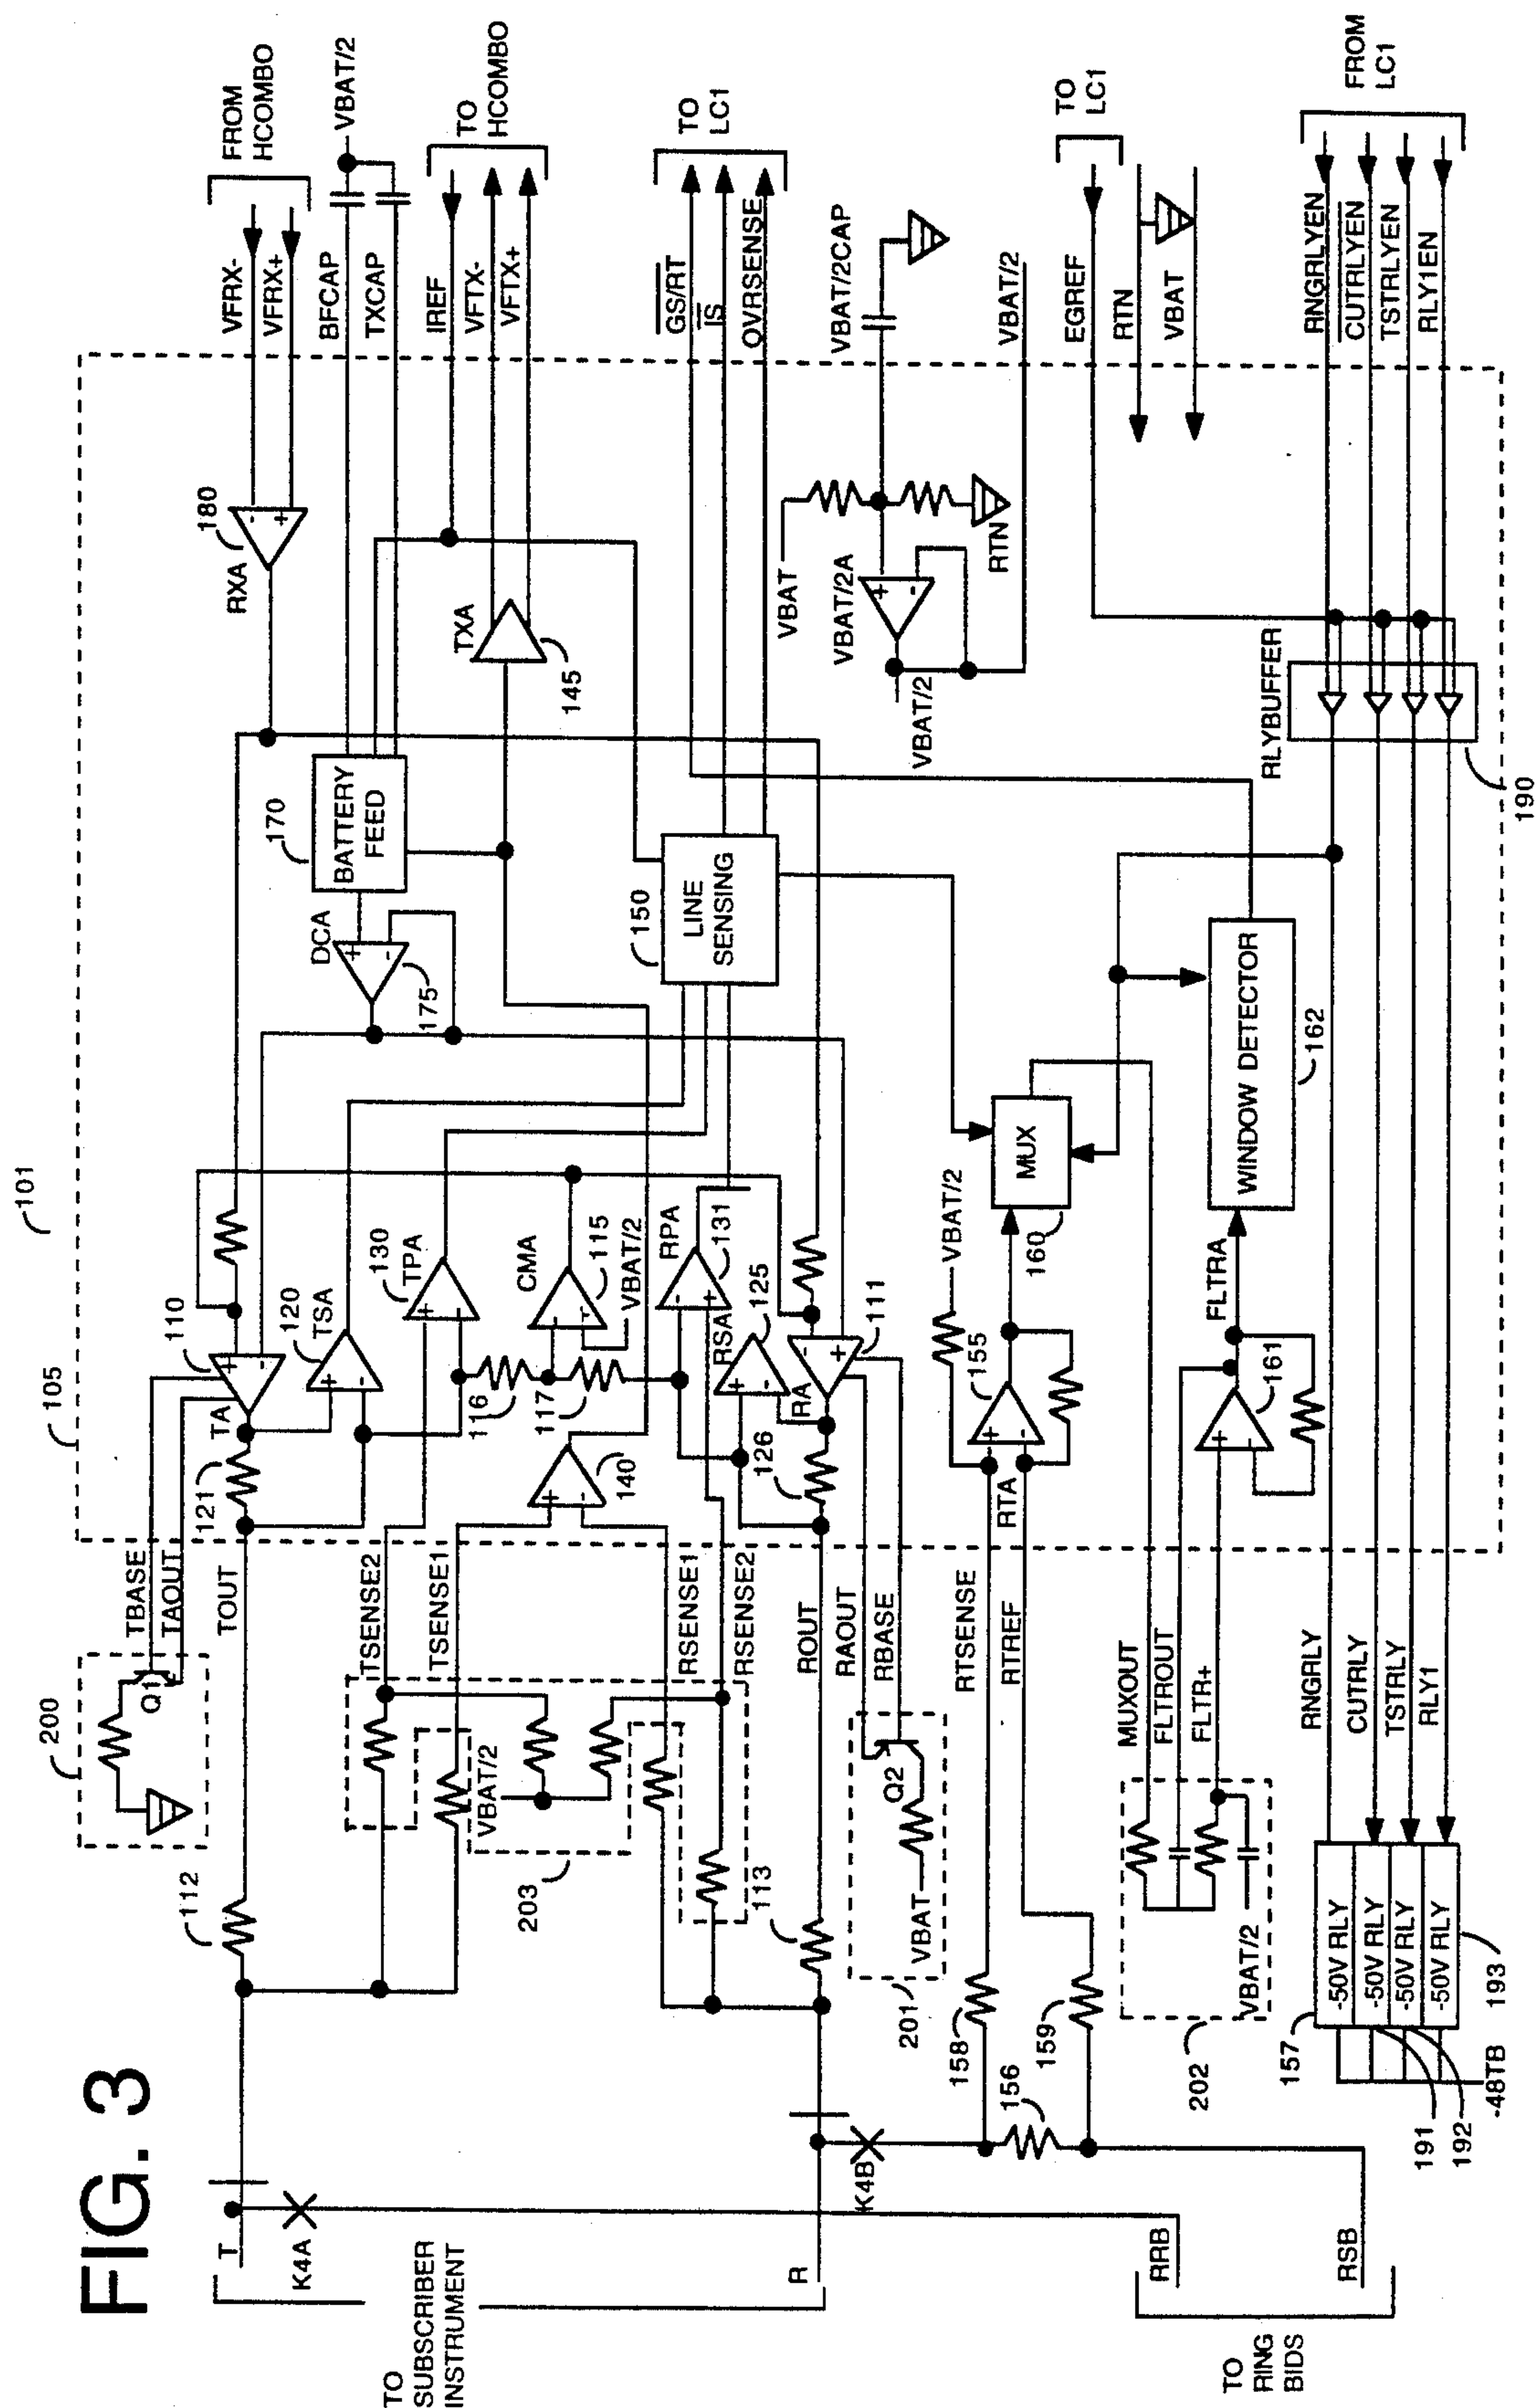 FIG. 3
101
105
TO
SUBSCRIBER
INSTRUMENT
T
K4A
R
K4B
TO
RING
BIDS
RRB
RSB
112
200
Q1
TBASE
TAOUT
TOUT
121
TA
110
+
-
120
TSA
+
-
TSENSE2
TSENSE1
VBAT/2
203
RSENSE1
RSENSE2
113
ROUT
RAOUT
RBASE
Q2
VBAT
201
130
TPA
+
-
116
117
CMA
115
-
VBAT/2
140
+
-
RPA
131
+
RSA
125
+
-
126
RA
111
-
+
RXA
180
-
+
FROM
HCOMBO
VFRX-
VFRX+
BFCAP
TXCAP
VBAT/2
170
BATTERY
FEED
DCA
175
+
-
IREF
VFTX-
VFTX+
TO
HCOMBO
TXA
145
150
LINE
SENSING
GS/RT
IS
OVRSENSE
TO
LC1
VBAT
VBAT/2A
+
-
RTN
VBAT/2CAP
VBAT/2
VBAT/2
EGREF
TO
LC1
RTN
VBAT
158
156
159
RTSENSE
RTREF
RTA
155
+
-
VBAT/2
MUX
160
MUXOUT
FLTROUT
FLTR+
VBAT/2
202
161
+
-
FLTRA
WINDOW DETECTOR
162
RLYBUFFER
190
RNGRLYEN
CUTRLYEN
TSTRLYEN
RLY1EN
FROM
LC1
RNGRLY
CUTRLY
TSTRLY
RLY1
157
-50V RLY
-50V RLY
-50V RLY
-50V RLY
193
191
192
-48TB